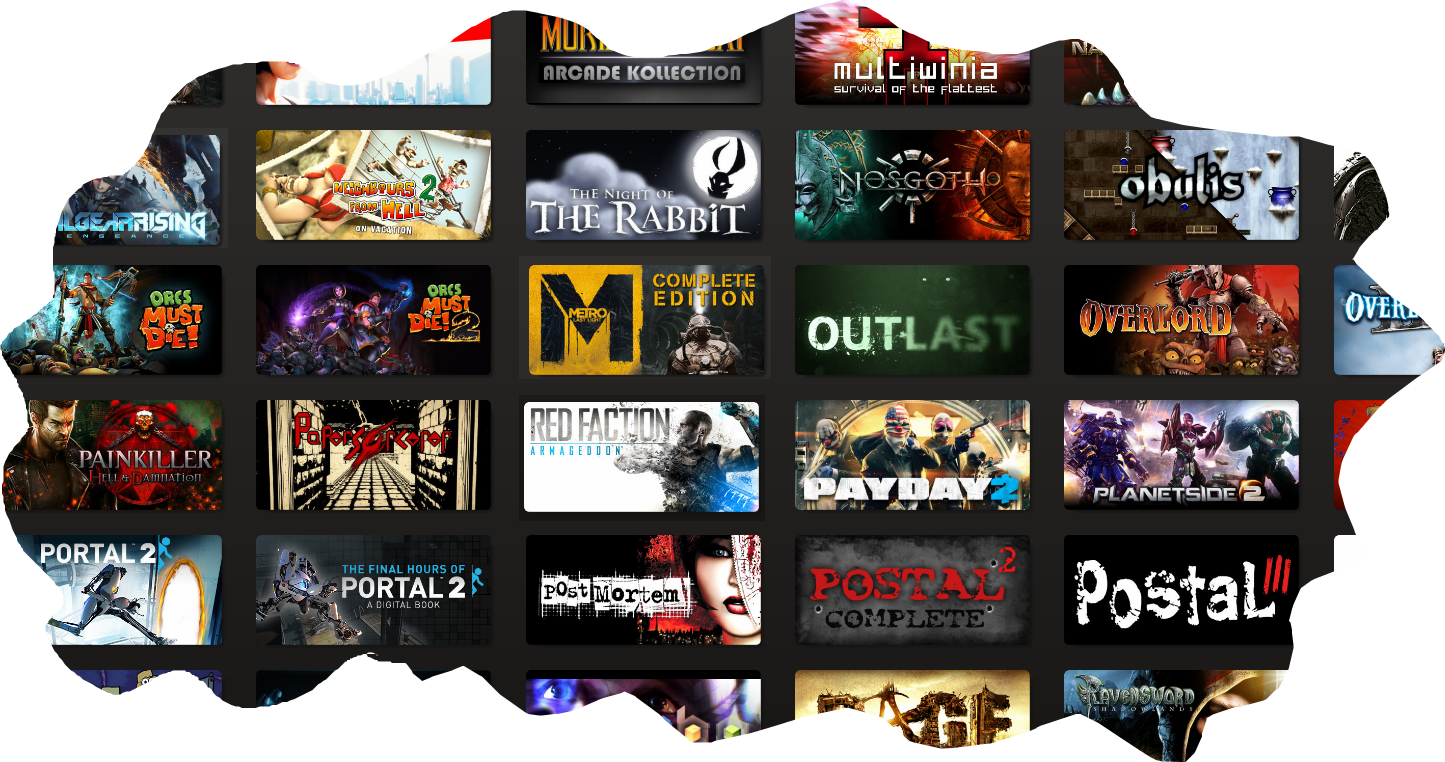 ARCADE KOLLECTION
multiwinia
survival of the flattest
RISING
NEIGHBOURS 2
FROM HELL
ON VACATION
THE NIGHT OF
THE RABBIT
NOSGOTH
obulis
ORCS
MUST
DIE!
ORCS
MUST
DIE! 2
METRO
LAST LIGHT
COMPLETE
EDITION
OUTLAST
OVERLORD
PAINKILLER
HELL & DAMNATION
Paper Sorcerer
RED FACTION
ARMAGEDDON
PAYDAY 2
PLANETSIDE 2
PORTAL 2
THE FINAL HOURS OF
PORTAL 2
A DIGITAL BOOK
Post Mortem
POSTAL 2
COMPLETE
POSTAL III
RAGE
RAVENSWORD
SHADOWLANDS